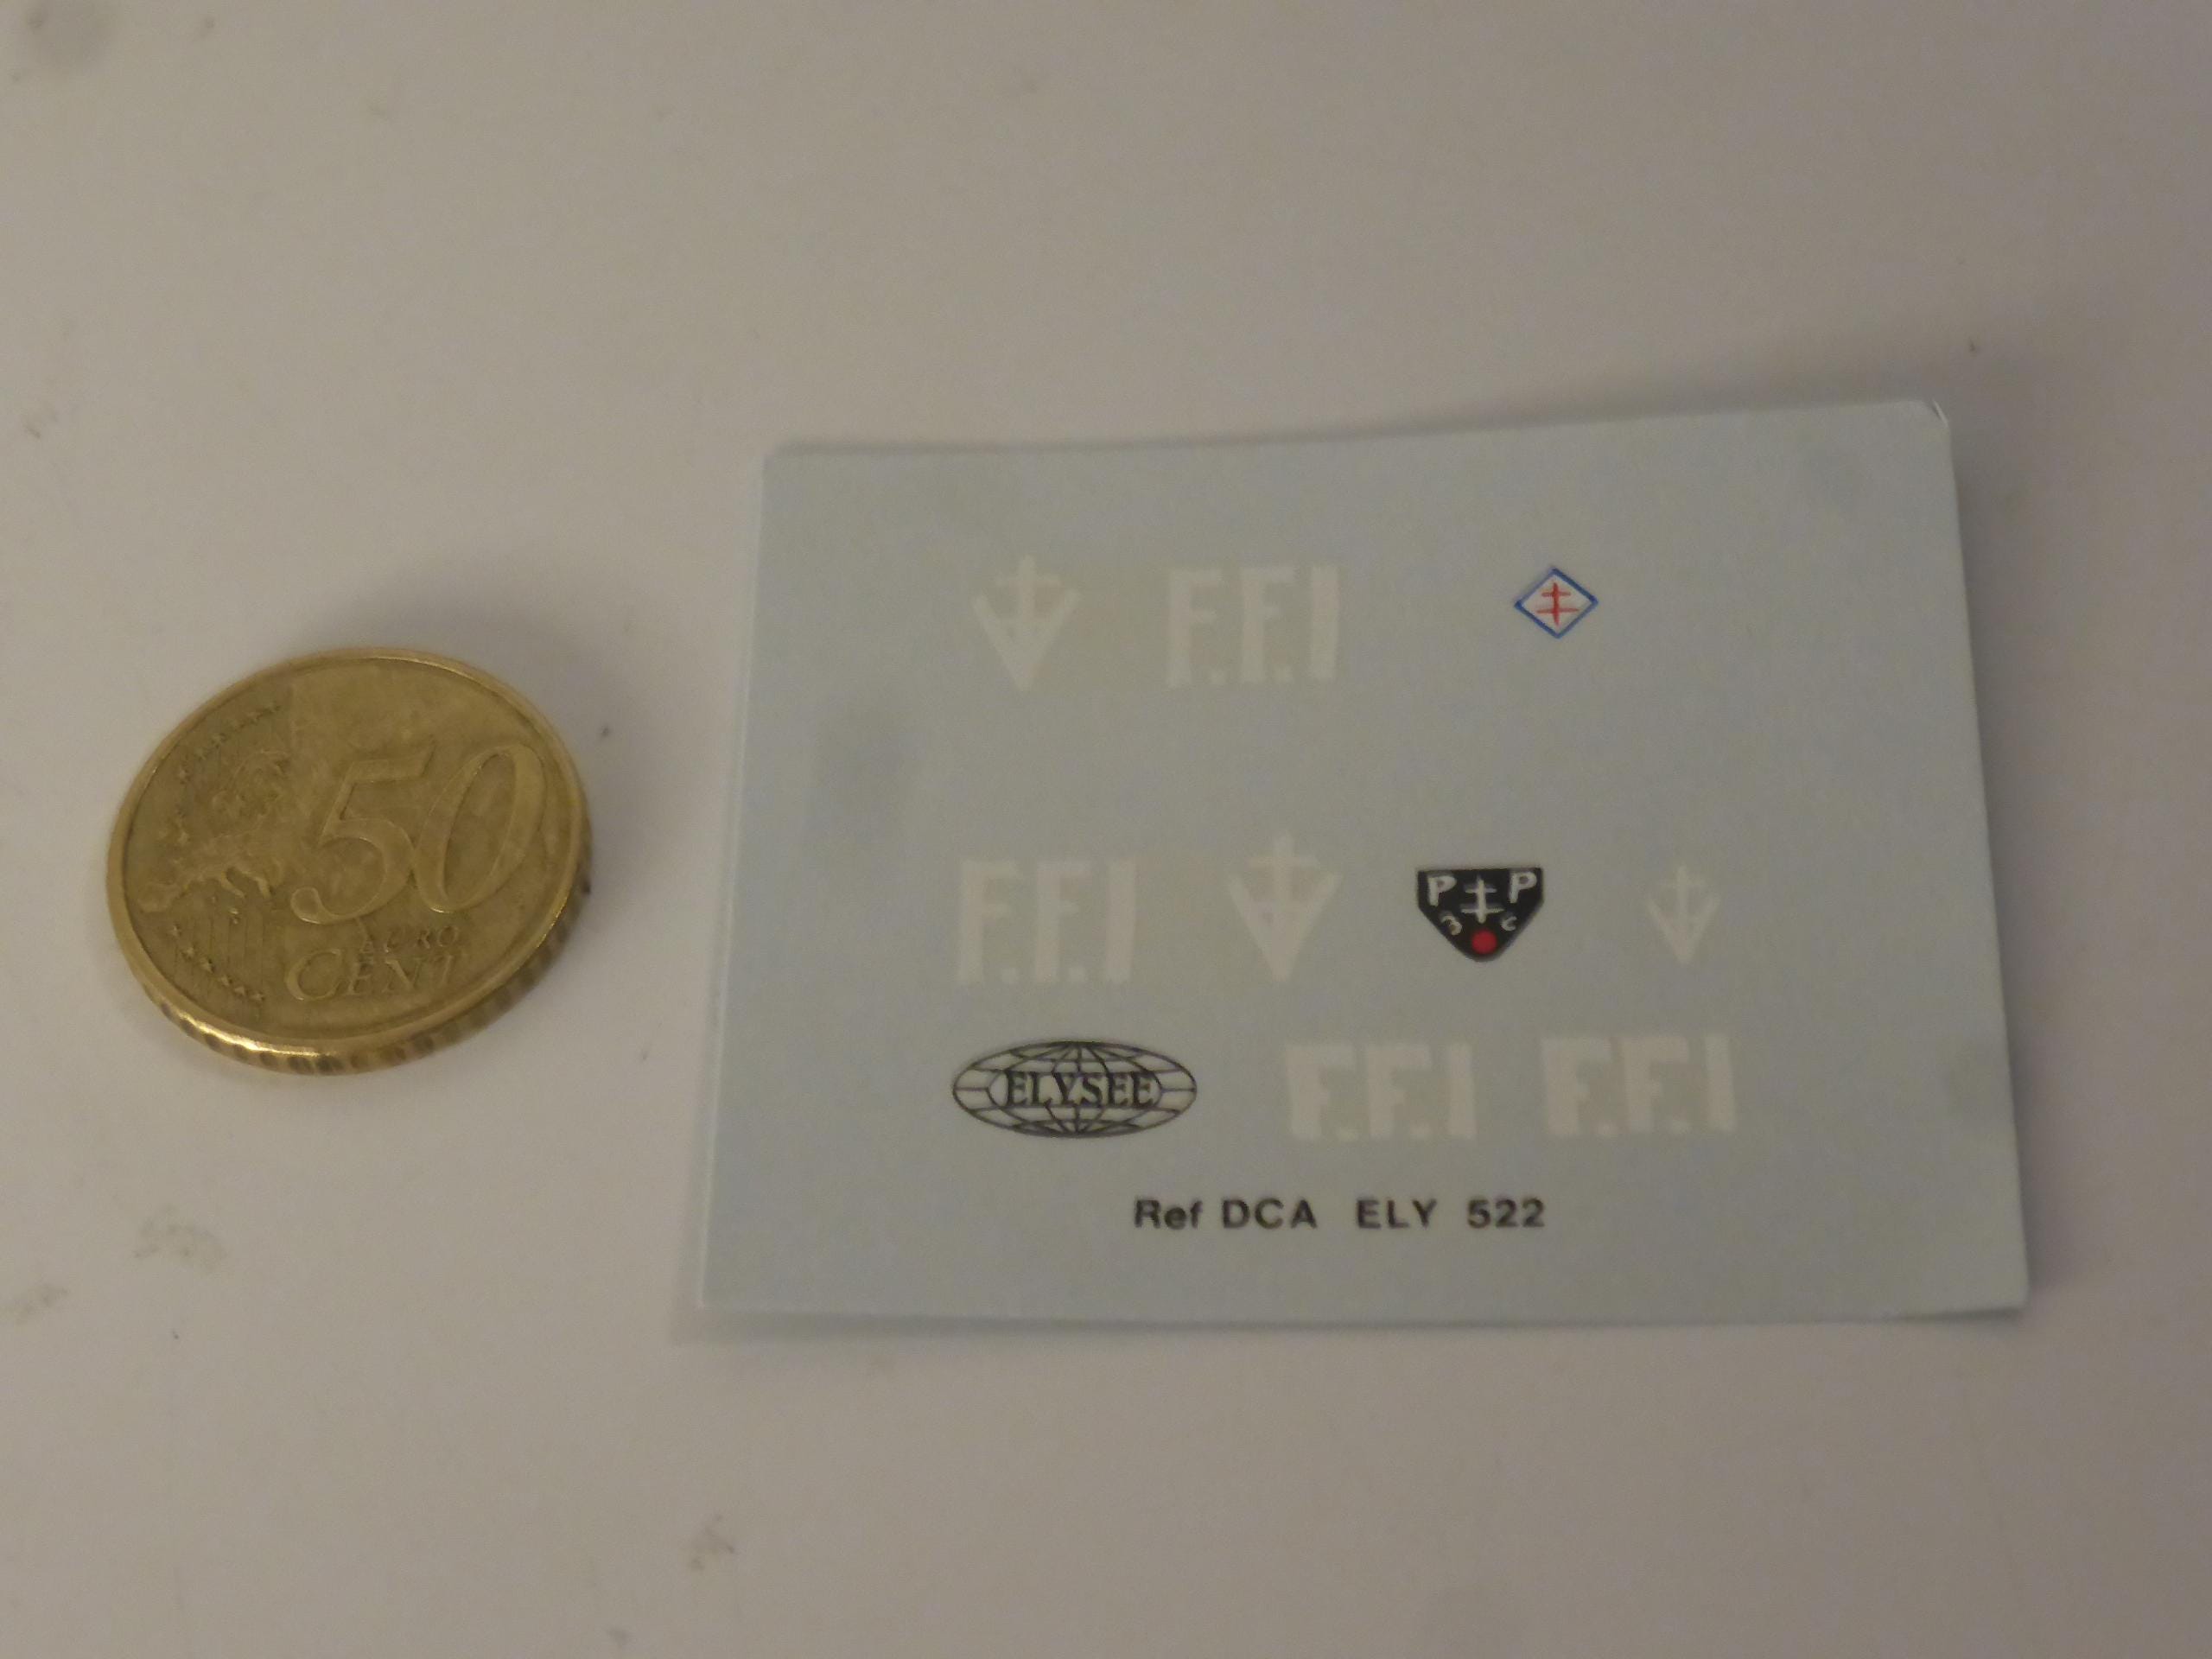 F.F.I
F.F.I
P P
3 C
ELYSEE
F.F.I F.F.I
Ref DCA ELY 522
50
EURO
CENT